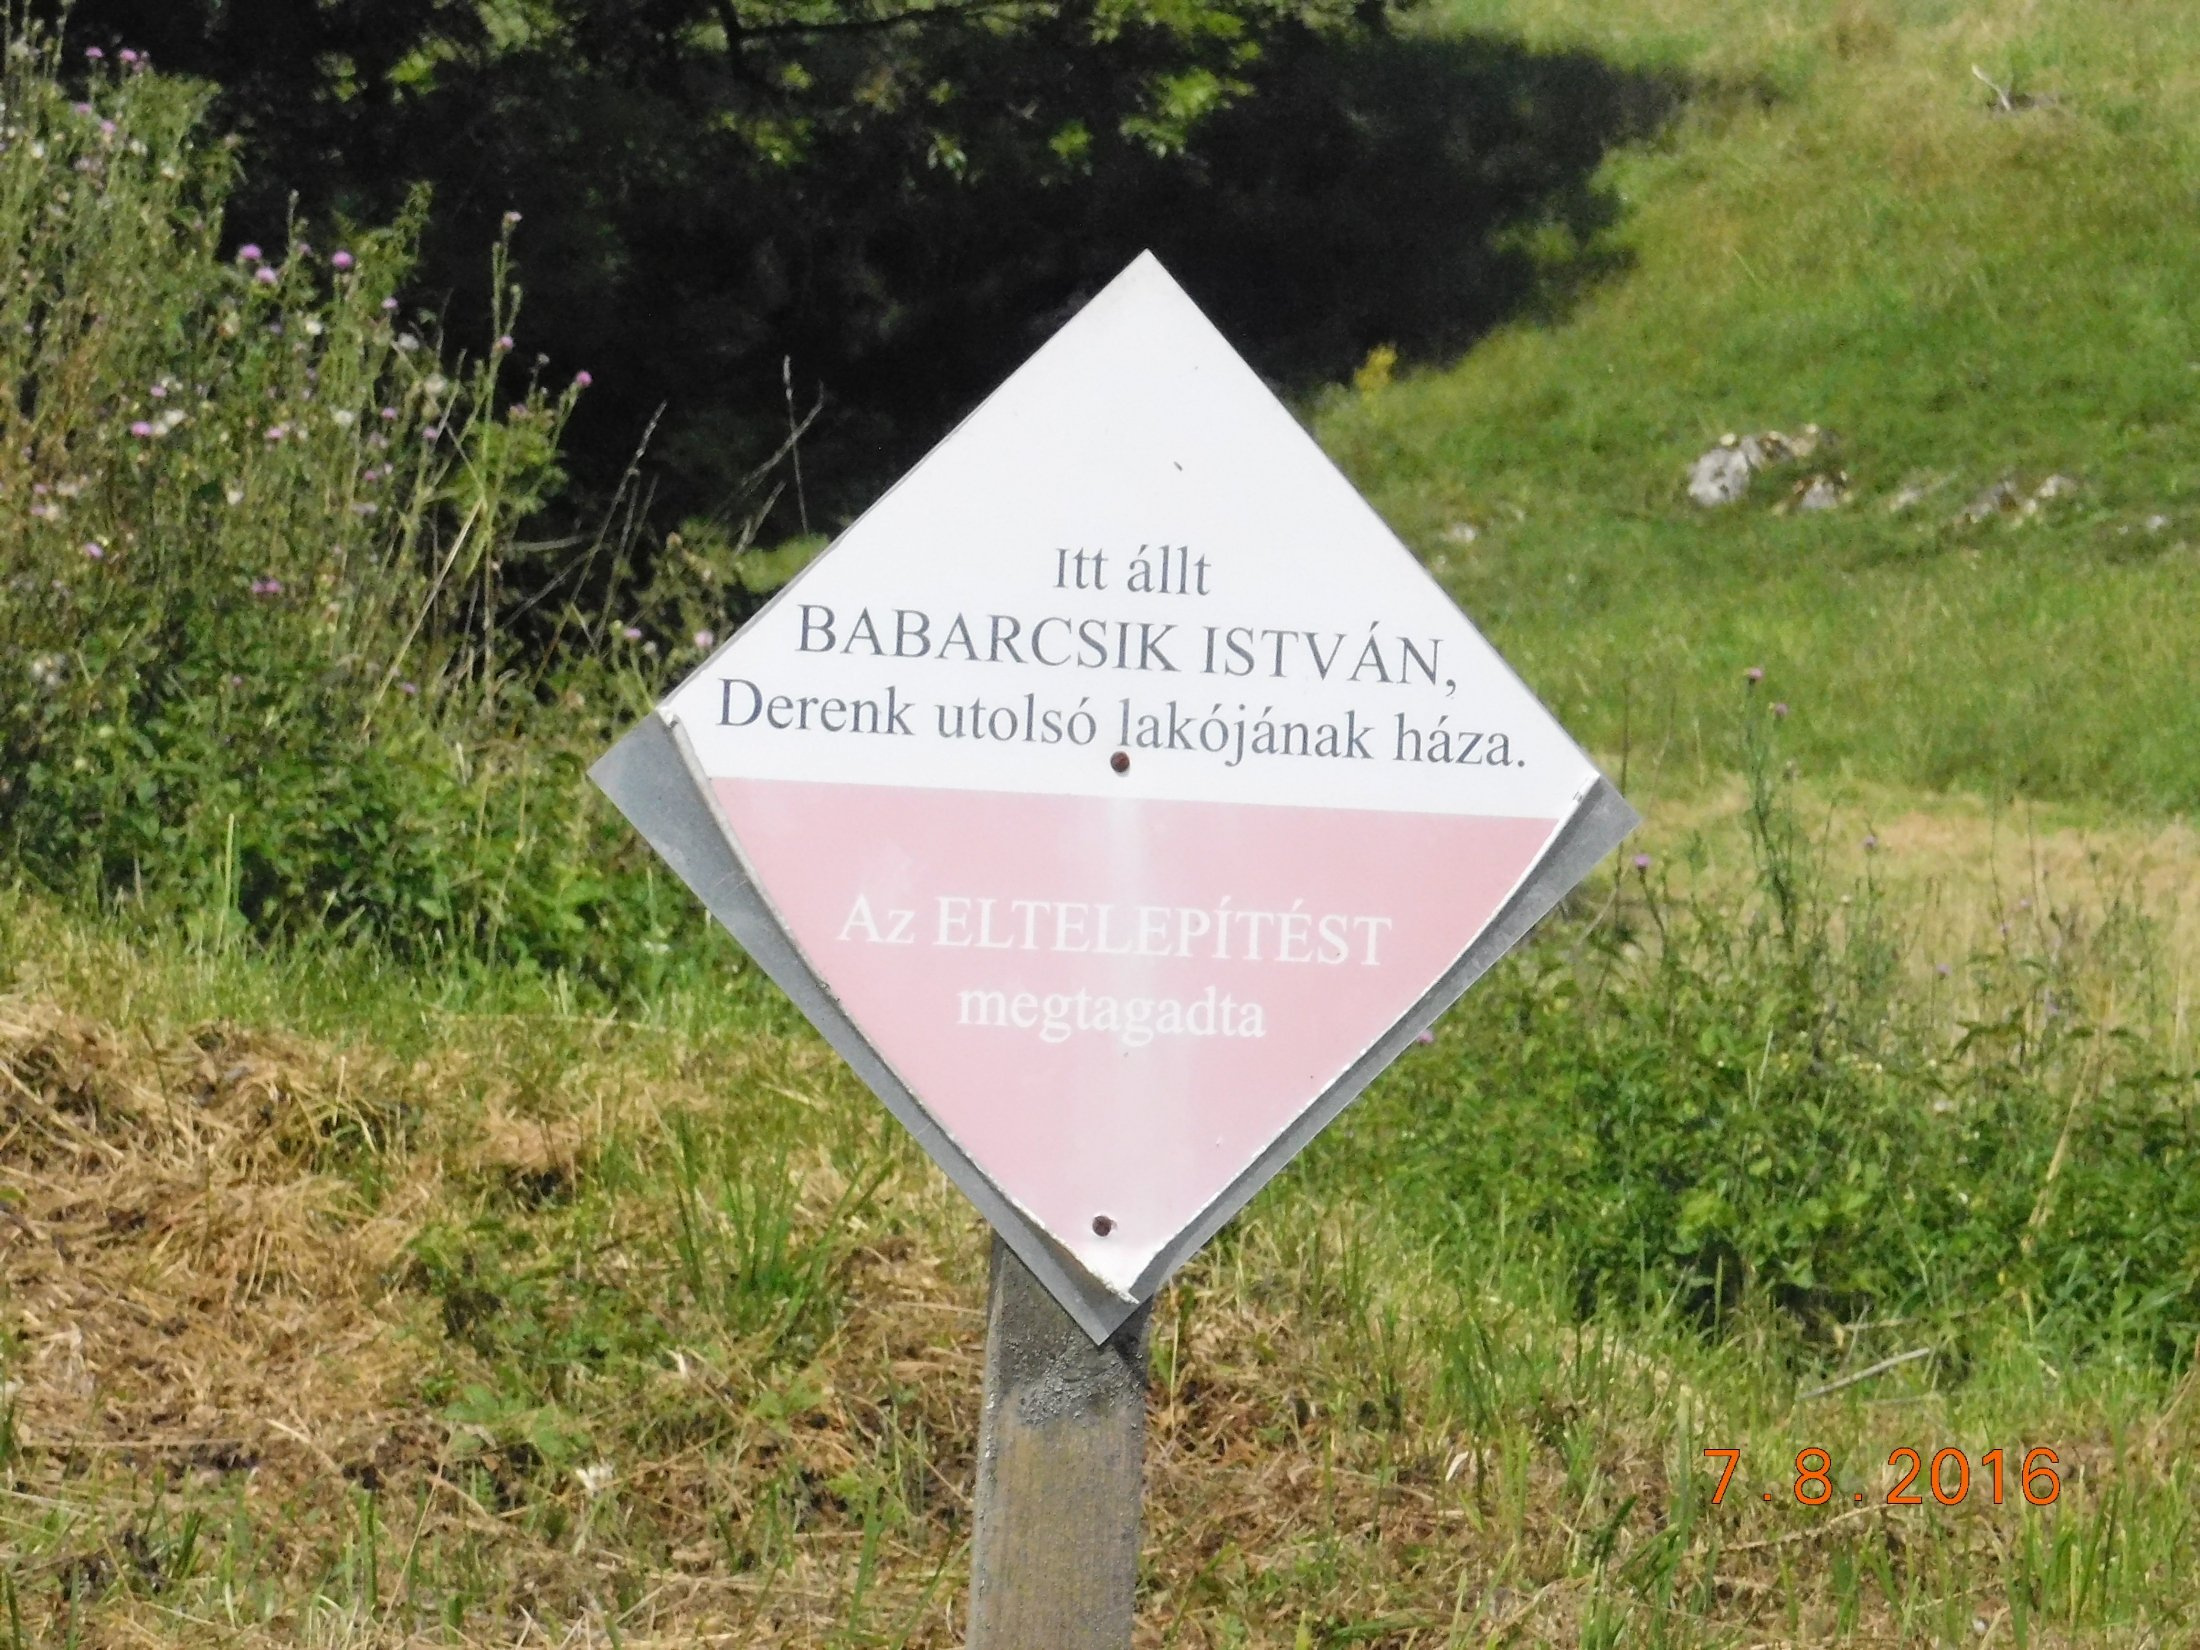 Itt állt
BABARCSIK ISTVÁN,
Derenk utolsó lakójának háza.
Az ELTELEPÍTÉST
megtagadta
7.8.2016